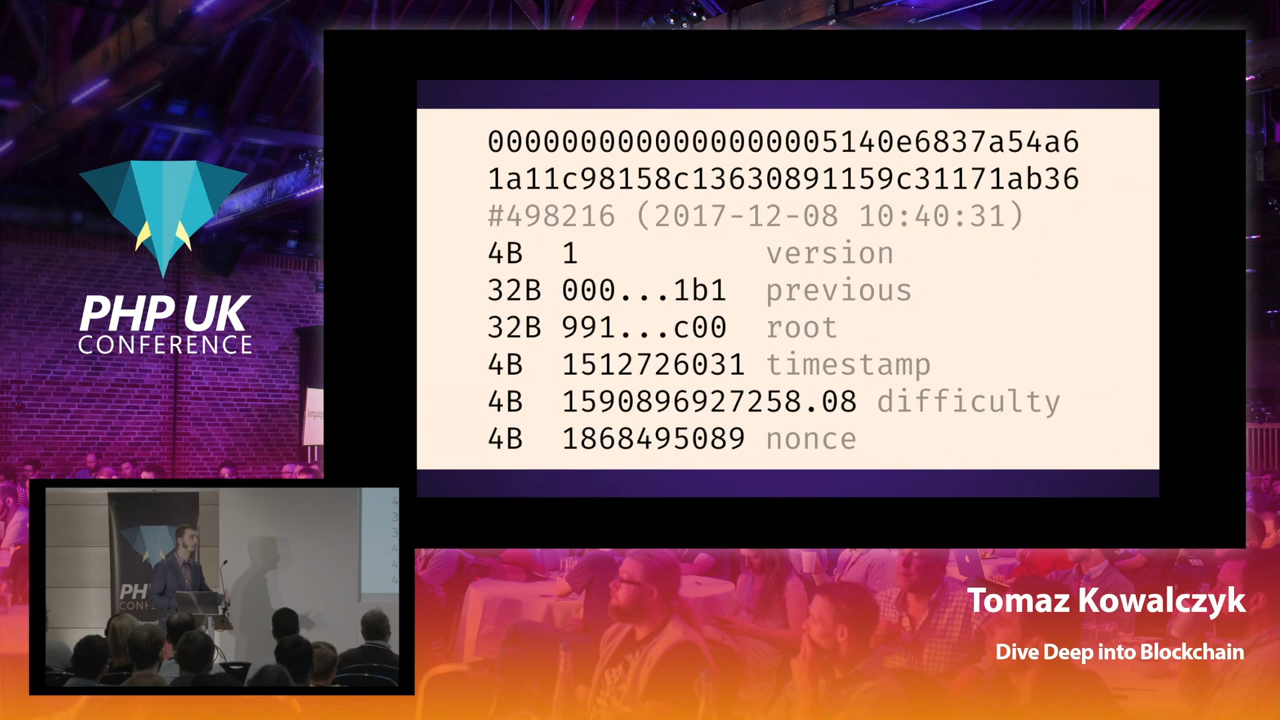 PHP UK
CONFERENCE
0000000000000000005140e6837a54a6
1a11c98158c13630891159c31171ab36
#498216 (2017-12-08 10:40:31)
4B 1 version
32B 000...1b1 previous
32B 991...c00 root
4B 1512726031 timestamp
4B 1590896927258.08 difficulty
4B 1868495089 nonce
Tomaz Kowalczyk
Dive Deep into Blockchain